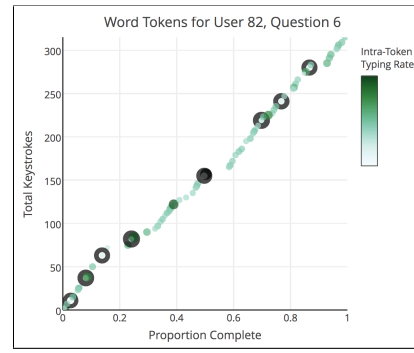 Word Tokens for User 82, Question 6
Intra-Token
Typing Rate
Total Keystrokes
300
250
200
150
100
50
0
0
0.2
0.4
0.6
0.8
1
Proportion Complete